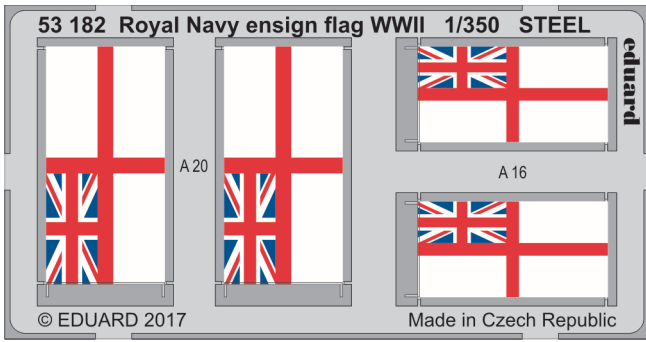 53 182 Royal Navy ensign flag WWII 1/350 STEEL
eduard
A 20
A 16
© EDUARD 2017
Made in Czech Republic